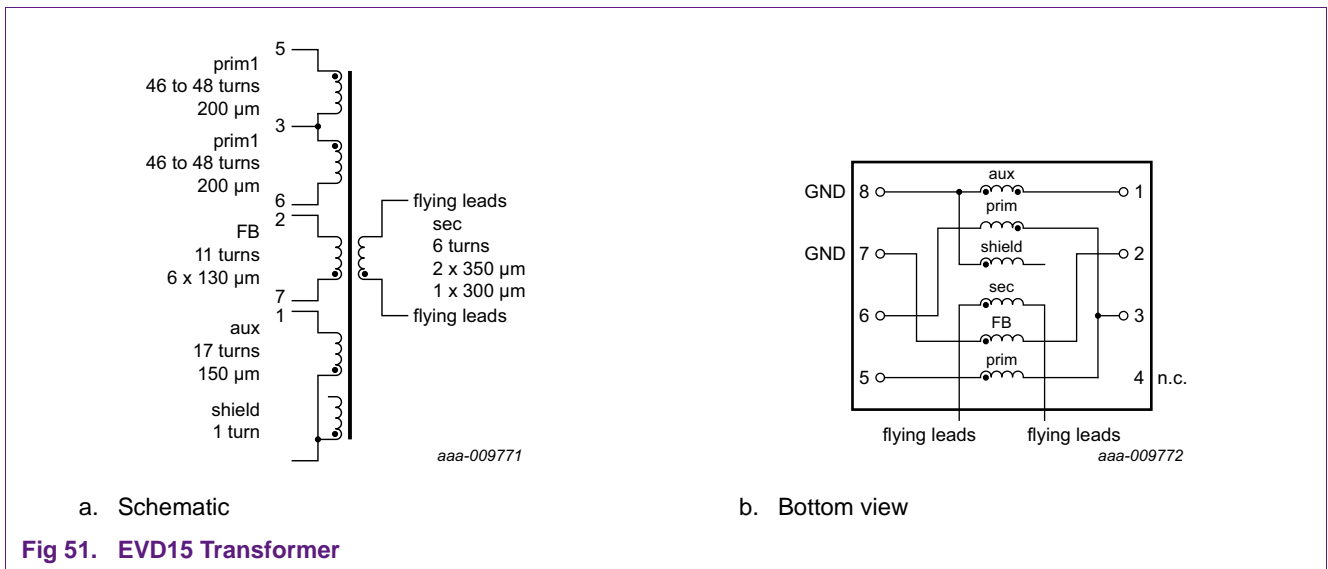 5
prim1
46 to 48 turns
200 μm
3
prim1
46 to 48 turns
200 μm
6
2
FB
11 turns
6 x 130 μm
7
1
aux
17 turns
150 μm
shield
1 turn
flying leads
sec
6 turns
2 x 350 μm
1 x 300 μm
flying leads
aaa-009771
a. Schematic
GND 8
aux
1
prim
GND 7
shield
2
sec
6
FB
3
5
prim
4 n.c.
flying leads
flying leads
aaa-009772
b. Bottom view
Fig 51. EVD15 Transformer